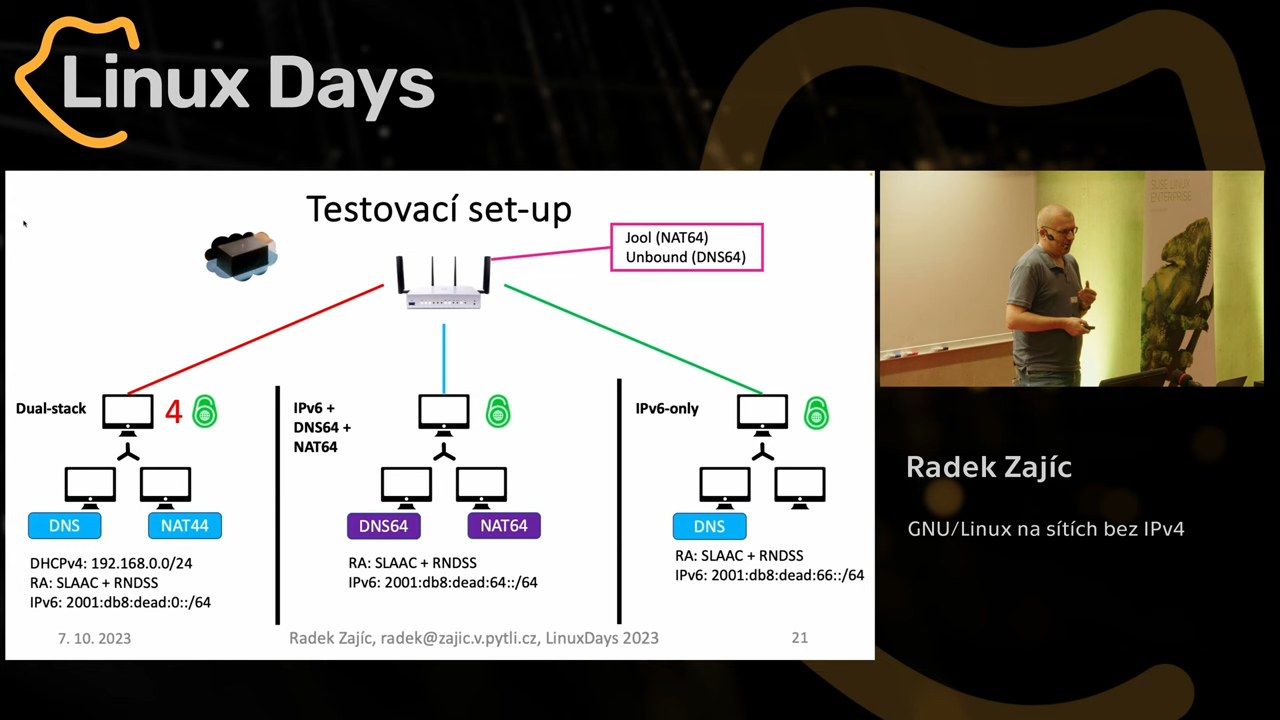 Linux Days
Testovací set-up
Jool (NAT64)
Unbound (DNS64)
Dual-stack
4
DNS
NAT44
DHCPv4: 192.168.0.0/24
RA: SLAAC + RNDSS
IPv6: 2001:db8:dead:0::/64
IPv6 +
DNS64 +
NAT64
DNS64
NAT64
RA: SLAAC + RNDSS
IPv6: 2001:db8:dead:64::/64
IPv6-only
DNS
RA: SLAAC + RNDSS
IPv6: 2001:db8:dead:66::/64
7. 10. 2023
Radek Zajíc, radek@zajic.v.pytli.cz, LinuxDays 2023
21
SUSE LINUX
ENTERPRISE
Radek Zajíc
GNU/Linux na sítích bez IPv4